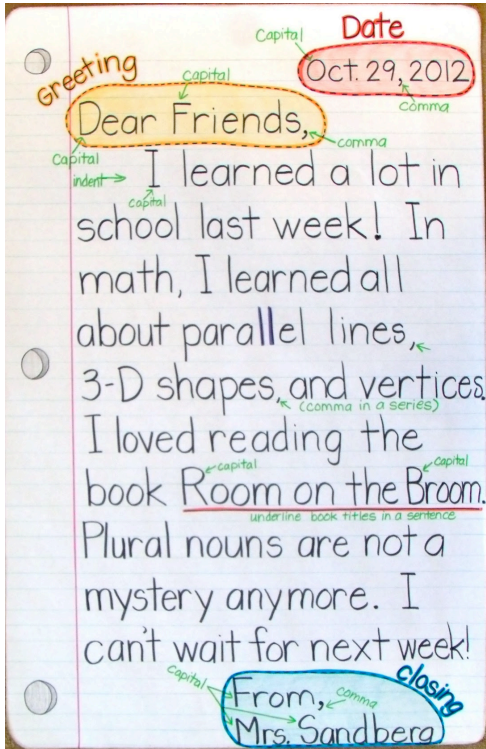 Date
Capital
Oct. 29, 2012
comma
Greeting
capital
Dear Friends,
comma
Capital
indent
I learned a lot in
capital
school last week! In
math, I learned all
about parallel lines,
3-D shapes, and vertices.
(comma in a series)
I loved reading the
capital
capital
book Room on the Broom.
underline book titles in a sentence
Plural nouns are not a
mystery anymore. I
can't wait for next week!
closing
Capital
From,
comma
Mrs. Sandberg